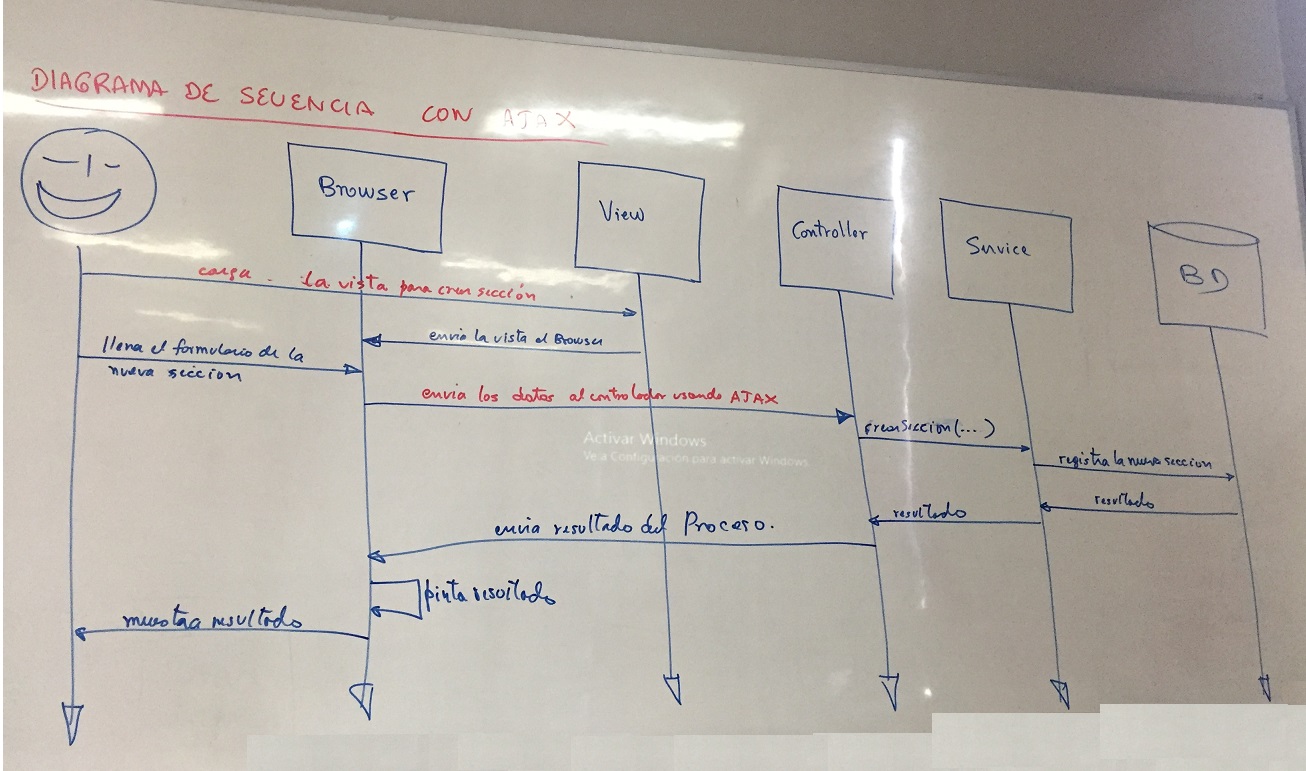 DIAGRAMA DE SEUENCIA CON AJAX
Browser
View
Controller
Service
BD
carga la vista para crear sección
envia la vista al Browser
llena el formulario de la
nueva seccion
envia los datos al controlador usando AJAX
Activar Windows
Ve a Configuración para activar Windows.
crearSeccion(...)
registra la nueva seccion
resultado
resultado
envia resultado del Proceso.
pinta resultado
muestra resultado